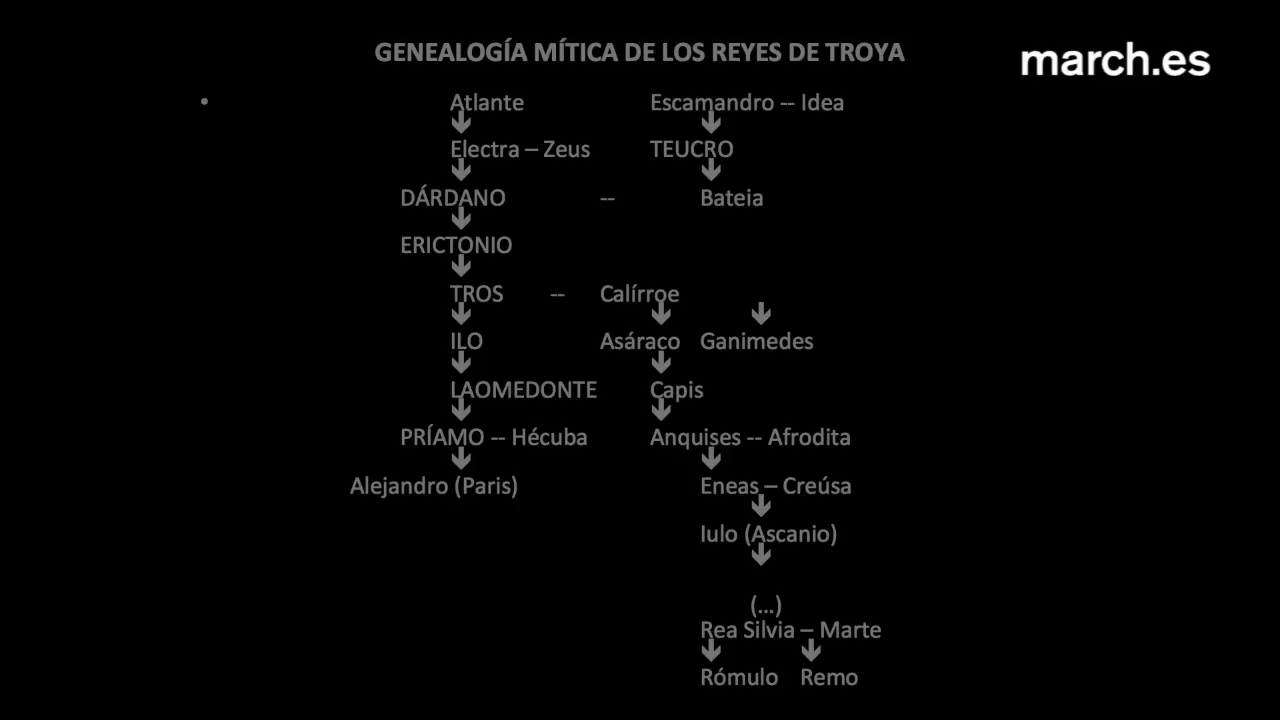 GENEALOGÍA MÍTICA DE LOS REYES DE TROYA
march.es
• Atlante Escamandro -- Idea
Electra – Zeus TEUCRO
DÁRDANO -- Bateia
ERICTONIO
TROS -- Calírroe
ILO Asáraco Ganimedes
LAOMEDONTE Capis
PRÍAMO -- Hécuba Anquises -- Afrodita
Alejandro (Paris) Eneas – Creúsa
Iulo (Ascanio)
(...)
Rea Silvia – Marte
Rómulo Remo